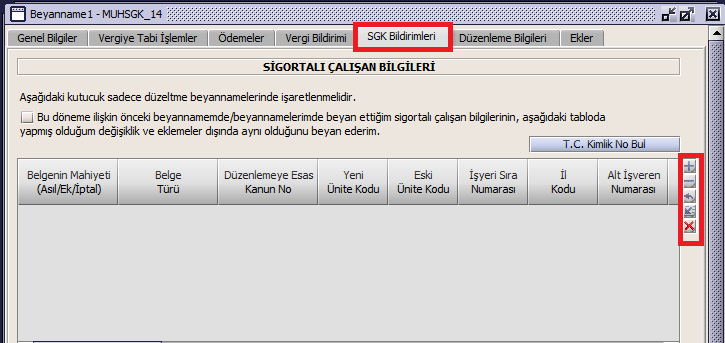 Beyanname1 - MUHSGK_14
Genel Bilgiler Vergiye Tabi İşlemler Ödemeler Vergi Bildirimi SGK Bildirimleri Düzenleme Bilgileri Ekler
SİGORTALI ÇALIŞAN BİLGİLERİ
Aşağıdaki kutucuk sadece düzeltme beyannamelerinde işaretlenmelidir.
Bu döneme ilişkin önceki beyannamemde/beyannamelerimde beyan ettiğim sigortalı çalışan bilgilerinin, aşağıdaki tabloda
yapmış olduğum değişiklik ve eklemeler dışında aynı olduğunu beyan ederim.
T.C. Kimlik No Bul
Belgenin Mahiyeti Belge Düzenlemeye Esas Yeni Eski İşyeri Sıra İl Alt İşveren
(Asıl/Ek/İptal) Türü Kanun No Ünite Kodu Ünite Kodu Numarası Kodu Numarası